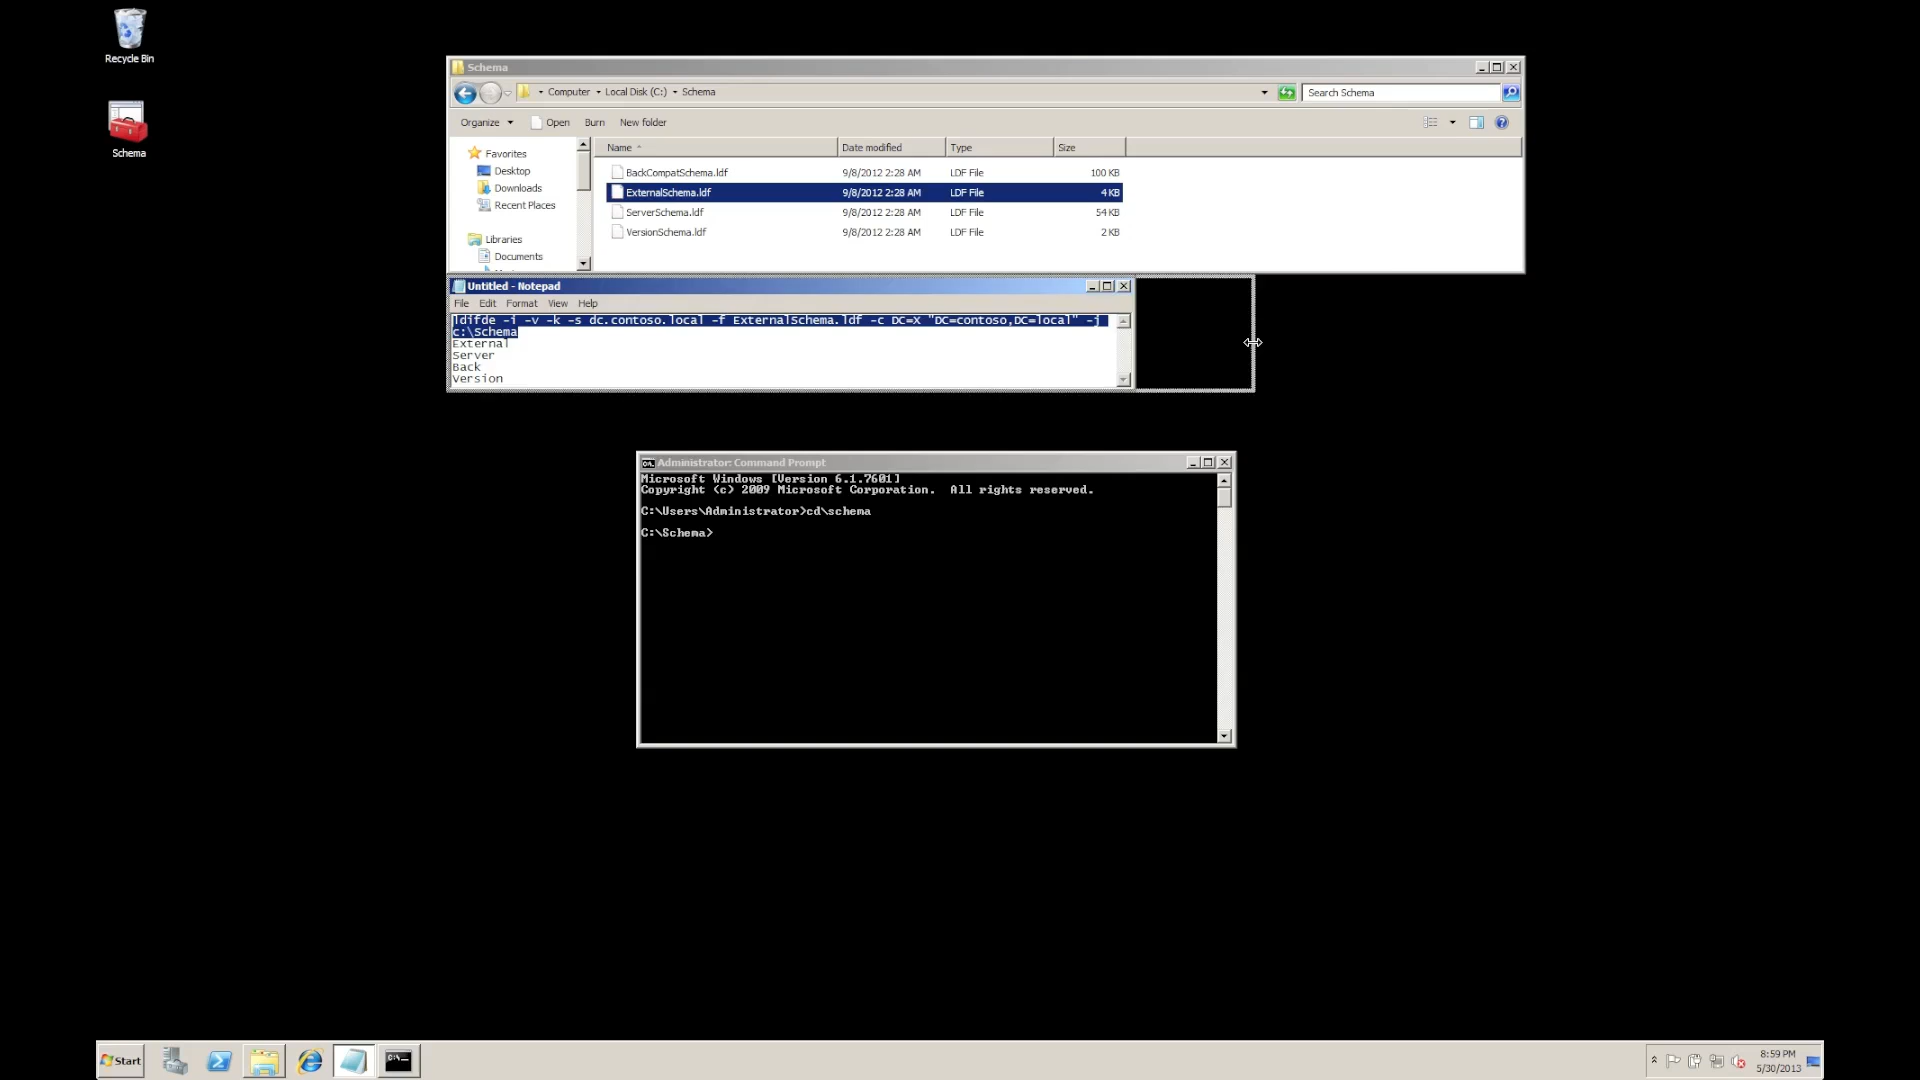 Recycle Bin
Schema
Schema
Computer Local Disk (C:) Schema
Search Schema
Organize Open Burn New folder
Name Date modified Type Size
Favorites
Desktop
Downloads
Recent Places
Libraries
Documents
BackCompatSchema.ldf 9/8/2012 2:28 AM LDF File 100 KB
ExternalSchema.ldf 9/8/2012 2:28 AM LDF File 4 KB
ServerSchema.ldf 9/8/2012 2:28 AM LDF File 54 KB
VersionSchema.ldf 9/8/2012 2:28 AM LDF File 2 KB
Untitled - Notepad
File Edit Format View Help
ldifde -i -v -k -s dc.contoso.local -f ExternalSchema.ldf -c DC=X "DC=contoso,DC=local" -j
c:\Schema
External
Server
Back
Version
Administrator: Command Prompt
Microsoft Windows [Version 6.1.7601]
Copyright (c) 2009 Microsoft Corporation. All rights reserved.
C:\Users\Administrator>cd\schema
C:\Schema>
Start
8:59 PM
5/30/2013